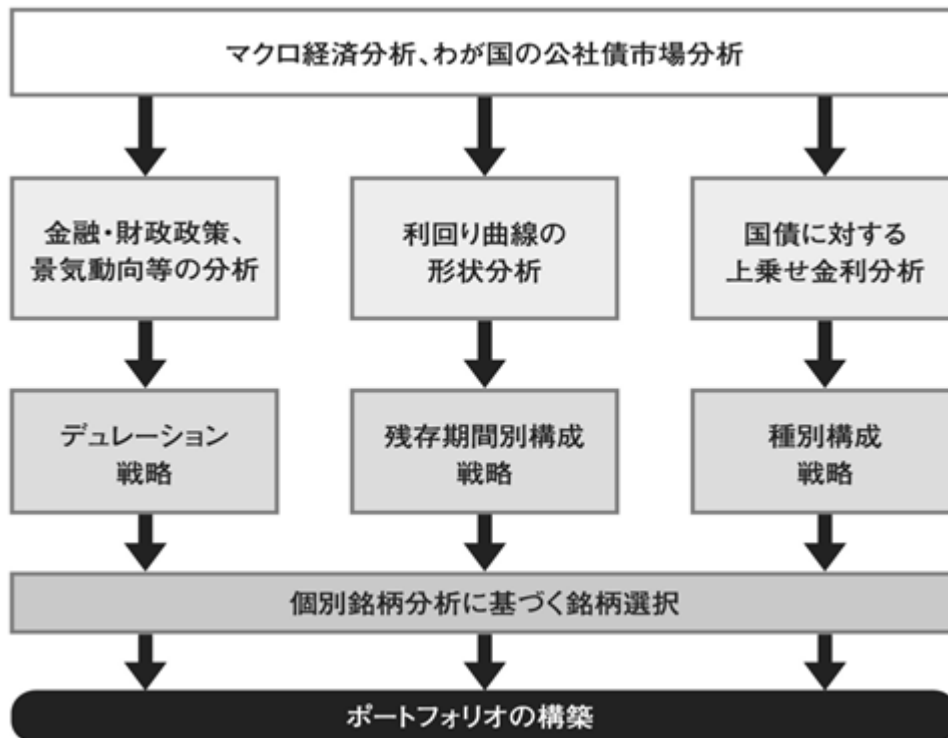 マクロ経済分析、わが国の公社債市場分析
金融・財政政策、
景気動向等の分析
利回り曲線の
形状分析
国債に対する
上乗せ金利分析
デュレーション
戦略
残存期間別構成
戦略
種別構成
戦略
個別銘柄分析に基づく銘柄選択
ポートフォリオの構築